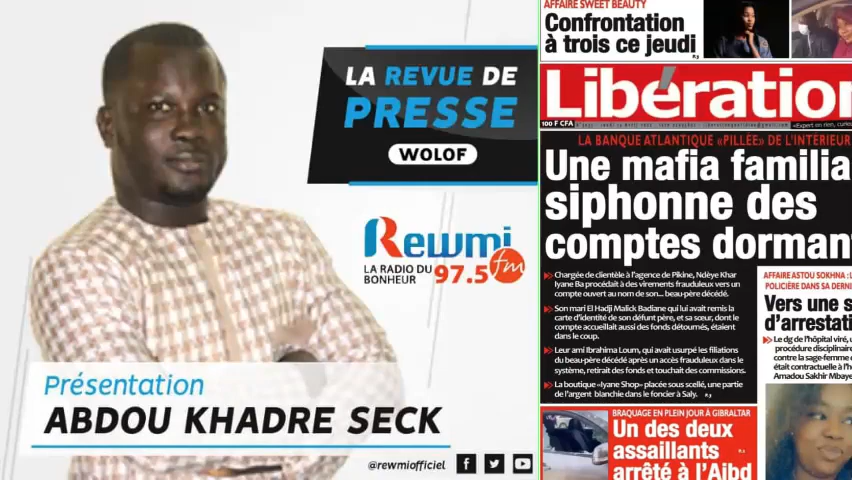 LA REVUE DE
PRESSE
WOLOF
Rewmi
fm
LA RADIO DU
BONHEUR
97.5
Présentation
ABDOU KHADRE SECK
@rewmiofficiel
AFFAIRE SWEET BEAUTY
Confrontation
à trois ce jeudi
Libération
100 F CFA
«Expert en rien, curie
LA BANQUE ATLANTIQUE «PILLÉE» DE L'INTERIEUR
Une mafia familia
siphonne des
comptes dorman
Chargée de clientèle à l'agence de Pikine, Ndèye Khar
Iyane Ba procédait à des virements frauduleux vers un
compte ouvert au nom de son... beau-père décédé.
Son mari El Hadji Malick Badiane qui lui avait remis la
carte d'identité de son défunt père, et sa sœur, dont le
compte accueillait aussi des fonds détournés, étaient
dans le coup.
Leur ami Ibrahima Loum, qui avait usurpé les filiations
du beau-père décédé après un accès frauduleux dans le
système, retirait des fonds et touchait des commissions.
La boutique «Iyane Shop» placée sous scellé, une partie
de l'argent blanchie dans le foncier à Saly.
AFFAIRE ASTOU SOKHNA : L
POLICIÈRE DANS SA DERNI
Vers une s
d'arrestati
Le dg de l'hôpital viré, u
procédure disciplinaire
contre la sage-femme q
était contractuelle à l'h
Amadou Sakhir Mbaye
BRAQUAGE EN PLEIN JOUR À GIBRALTAR
Un des deux
assaillants
arrêté à l'Aibd